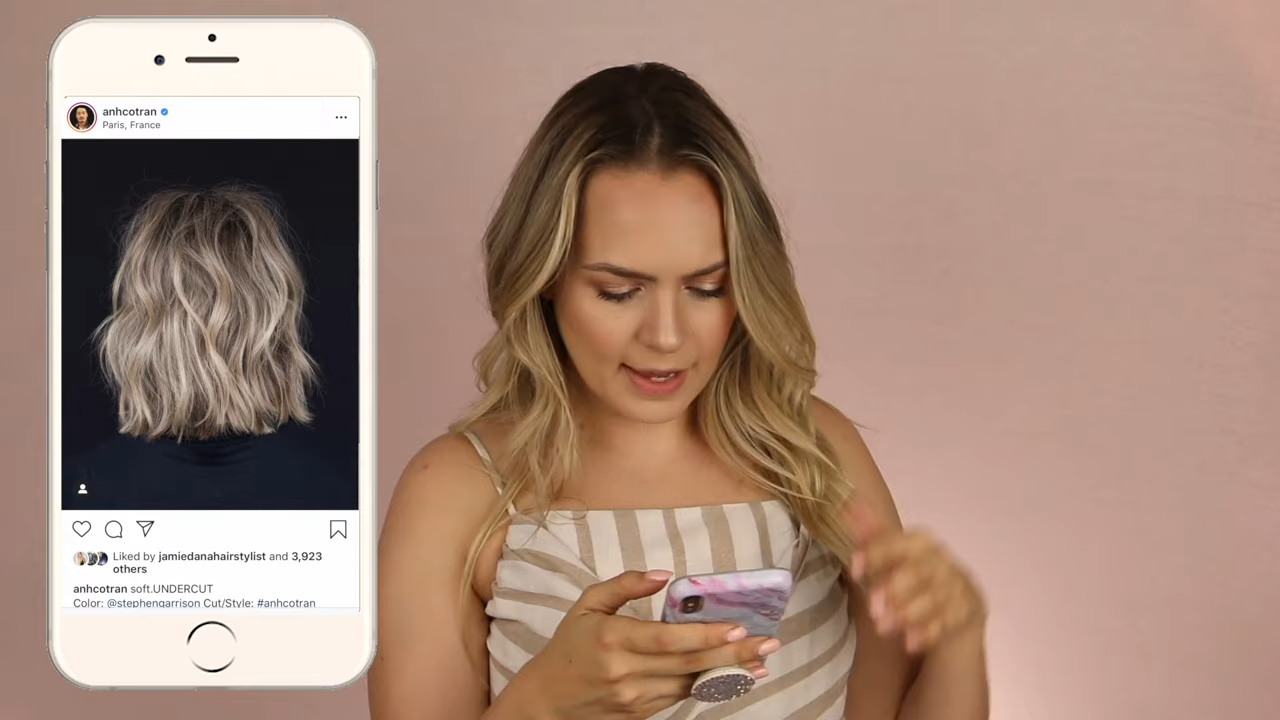 anhcotran
Paris, France
Liked by jamiedanahairstylist and 3,923
others
anhcotran soft.UNDERCUT
Color: @stephengarrison Cut/Style: #anhcotran